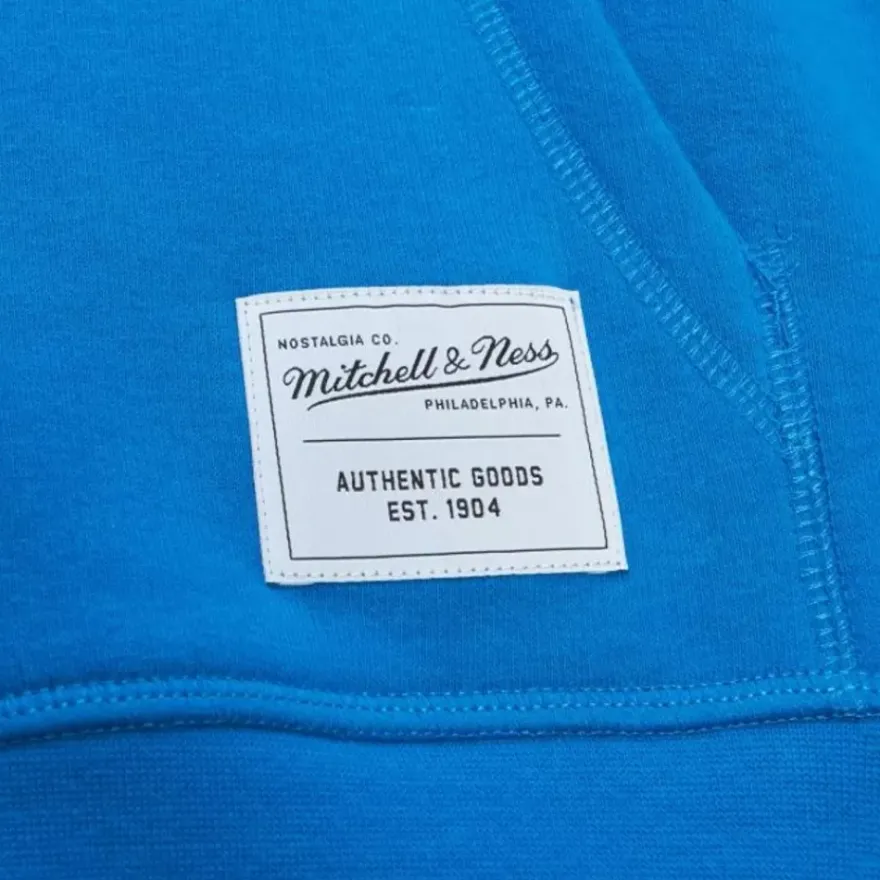 NOSTALGIA CO.
Mitchell & Ness
PHILADELPHIA, PA.
AUTHENTIC GOODS
EST. 1904